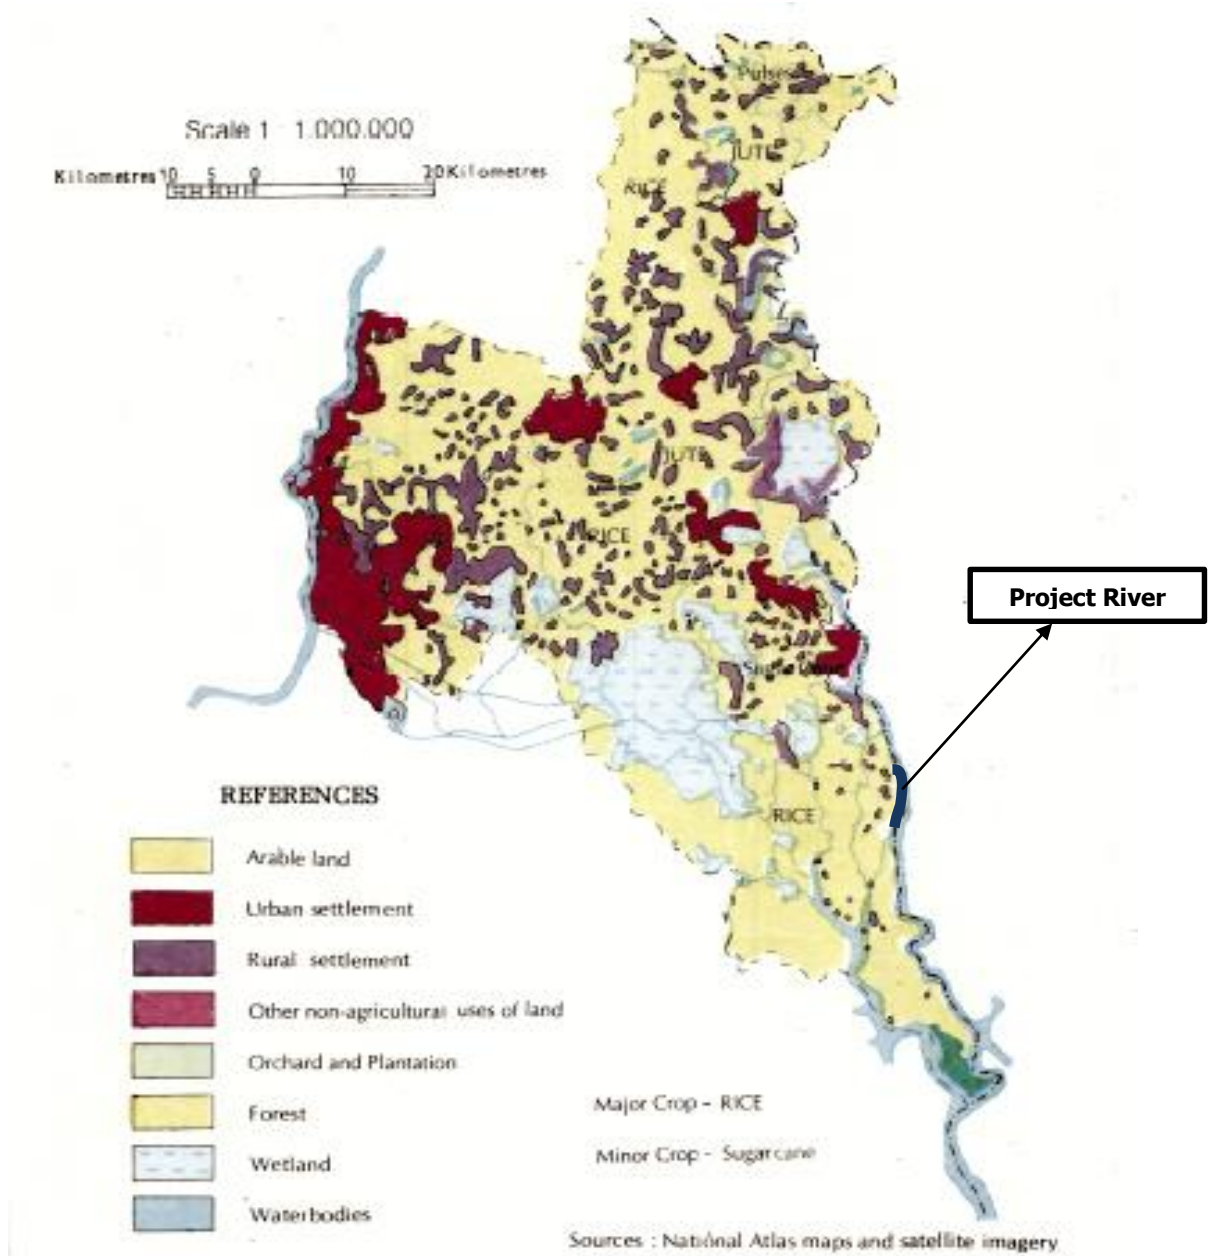 Pulses
Scale 1 1.000.000
JUTE
Kilometres 10 5 0 10 20 Kilometres
RICE
JUTE
RICE
Project River
Sugarcane
REFERENCES
RICE
Arable land
Urban settlement
Rural settlement
Other non-agricultural uses of land
Orchard and Plantation
Forest
Major Crop - RICE
Wetland
Minor Crop - Sugarcane
Waterbodies
Sources : National Atlas maps and satellite imagery